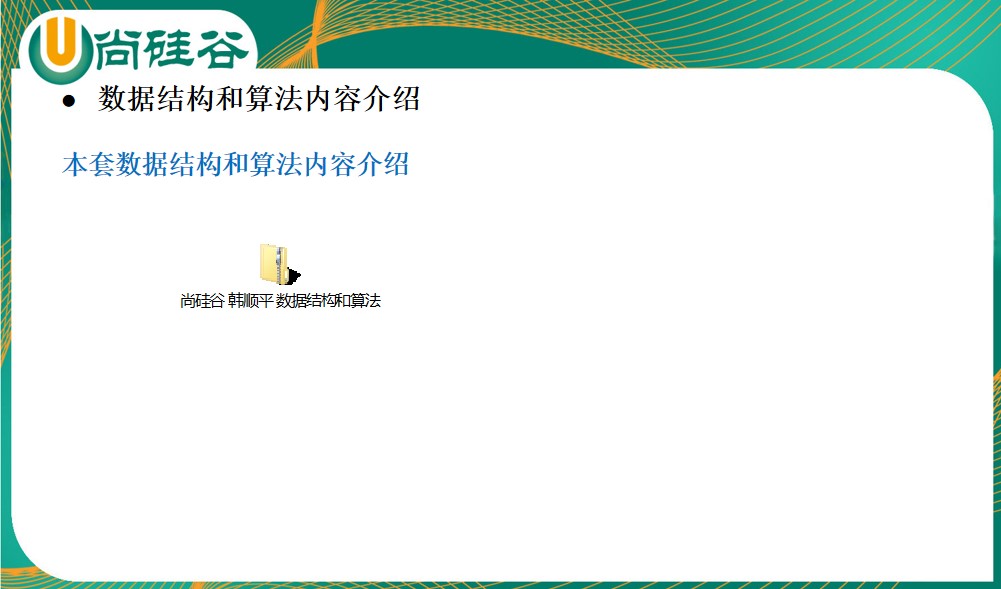 尚硅谷
● 数据结构和算法内容介绍
本套数据结构和算法内容介绍
尚硅谷 韩顺平 数据结构和算法